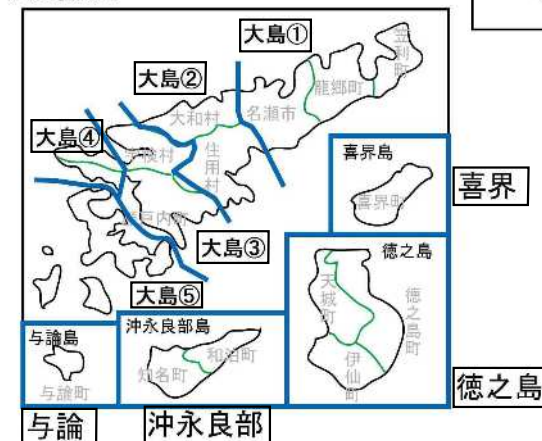 大島①
笠利町
大島②
龍郷町
大和村
名瀬市
大島④
宇検村
住用村
喜界島
喜界
喜界町
瀬戸内町
大島③
徳之島
天城町
大島⑤
徳之島町
沖永良部島
与論島
和泊町
伊仙町
知名町
与論町
徳之島
与論
沖永良部